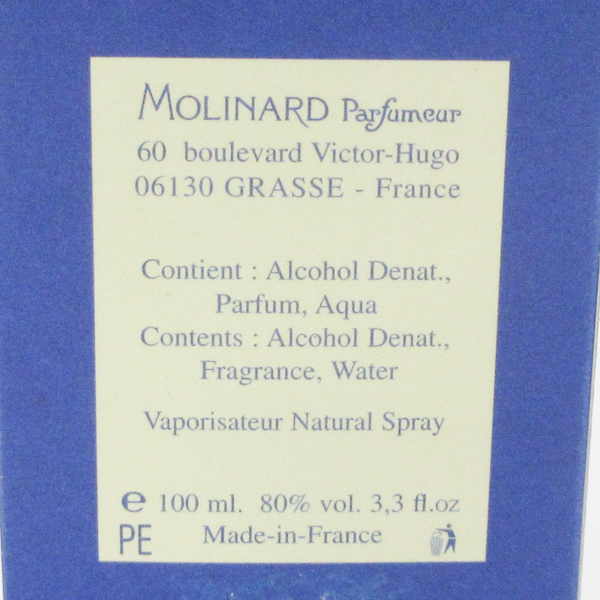 MOLINARD Parfumeur
60 boulevard Victor-Hugo
06130 GRASSE - France
Contient : Alcohol Denat.,
Parfum, Aqua
Contents : Alcohol Denat.,
Fragrance, Water
Vaporisateur Natural Spray
℮ 100 ml. 80% vol. 3,3 fl.oz
PE Made-in-France